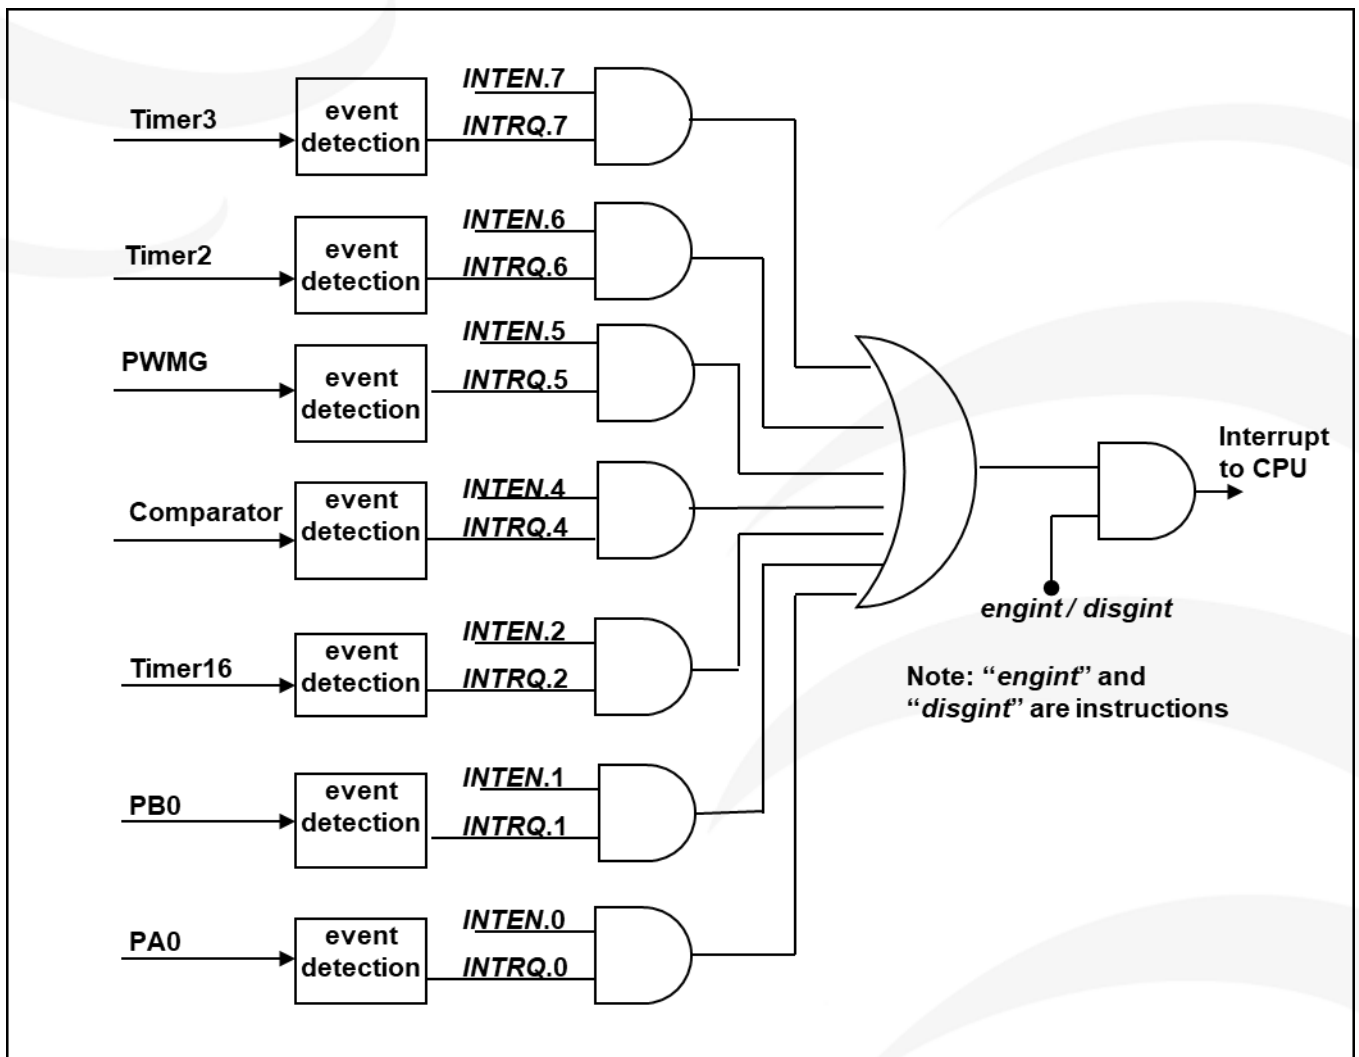 Timer3
event
detection
INTEN.7
INTRQ.7
Timer2
event
detection
INTEN.6
INTRQ.6
PWMG
event
detection
INTEN.5
INTRQ.5
Comparator
event
detection
INTEN.4
INTRQ.4
Timer16
event
detection
INTEN.2
INTRQ.2
PB0
event
detection
INTEN.1
INTRQ.1
PA0
event
detection
INTEN.0
INTRQ.0
Interrupt
to CPU
engint / disgint
Note: “engint” and
“disgint” are instructions